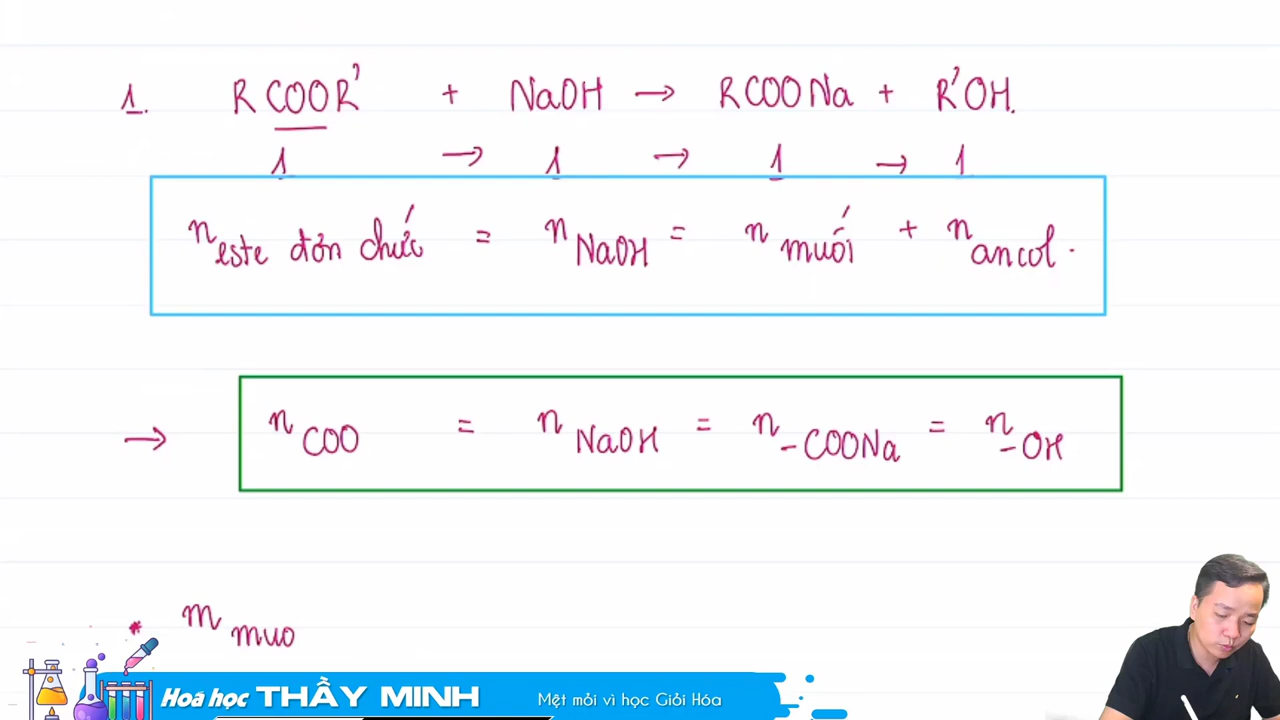 1. RCOOR' + NaOH → RCOONa + R'OH.
1 → 1 → 1 → 1
n este đơn chức = n NaOH = n muối + n ancol.
→ n COO = n NaOH = n -COONa = n -OH
* m muo
Hoá học THẦY MINH Mệt mỏi vì học Giỏi Hóa